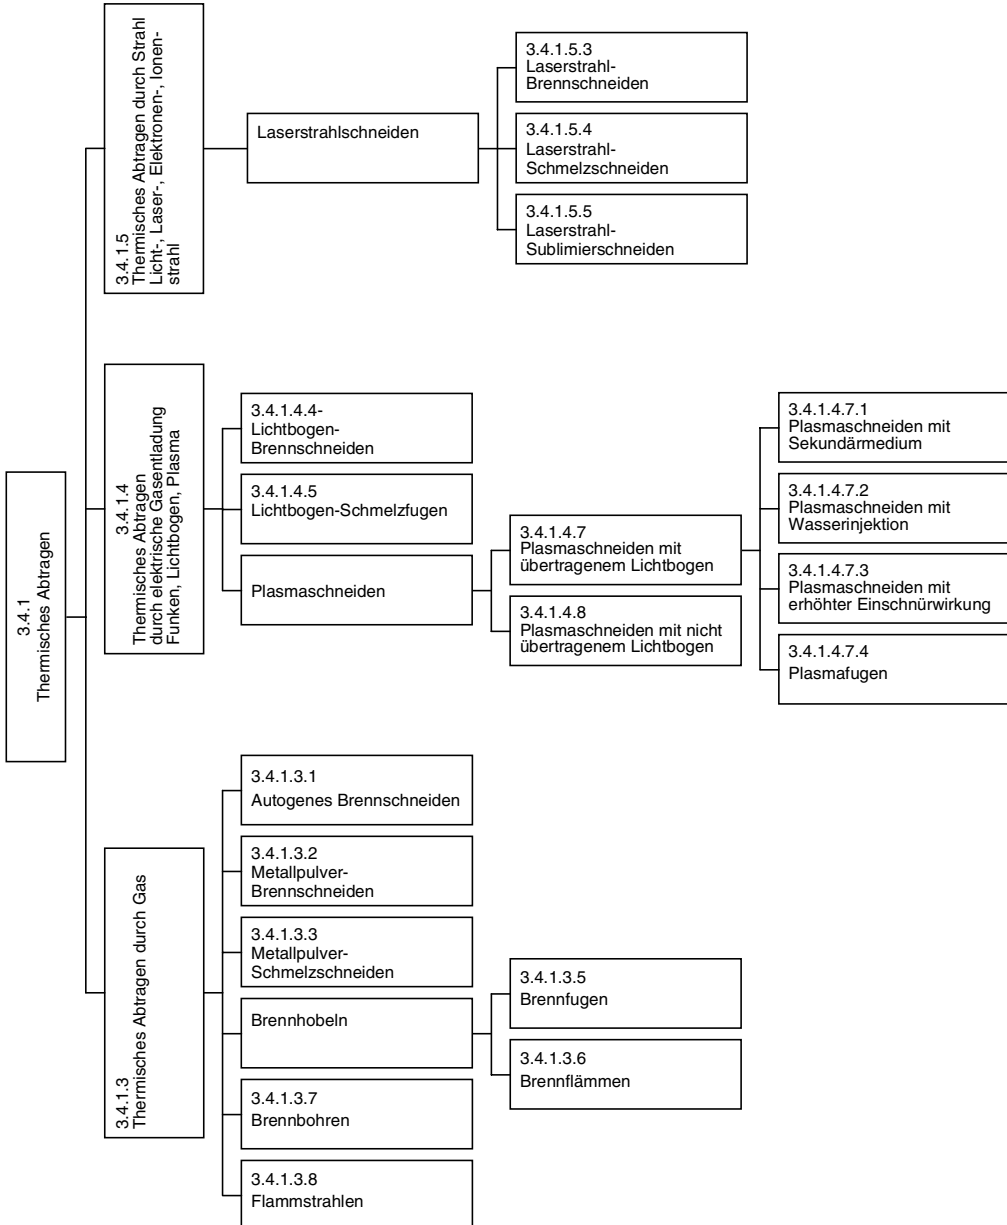 3.4.1
Thermisches Abtragen
3.4.1.5
Thermisches Abtragen durch Strahl
Licht-, Laser-, Elektronen-, Ionen-
strahl
Laserstrahlschneiden
3.4.1.5.3
Laserstrahl-
Brennschneiden
3.4.1.5.4
Laserstrahl-
Schmelzschneiden
3.4.1.5.5
Laserstrahl-
Sublimierschneiden
3.4.1.4
Thermisches Abtragen
durch elektrische Gasentladung
Funken, Lichtbogen, Plasma
3.4.1.4.4-
Lichtbogen-
Brennschneiden
3.4.1.4.5
Lichtbogen-Schmelzfugen
Plasmaschneiden
3.4.1.4.7
Plasmaschneiden mit
übertragenem Lichtbogen
3.4.1.4.8
Plasmaschneiden mit nicht
übertragenem Lichtbogen
3.4.1.4.7.1
Plasmaschneiden mit
Sekundärmedium
3.4.1.4.7.2
Plasmaschneiden mit
Wasserinjektion
3.4.1.4.7.3
Plasmaschneiden mit
erhöhter Einschnürwirkung
3.4.1.4.7.4
Plasmafugen
3.4.1.3
Thermisches Abtragen durch Gas
3.4.1.3.1
Autogenes Brennschneiden
3.4.1.3.2
Metallpulver-
Brennschneiden
3.4.1.3.3
Metallpulver-
Schmelzschneiden
Brennhobeln
3.4.1.3.5
Brennfugen
3.4.1.3.6
Brennflämmen
3.4.1.3.7
Brennbohren
3.4.1.3.8
Flammstrahlen